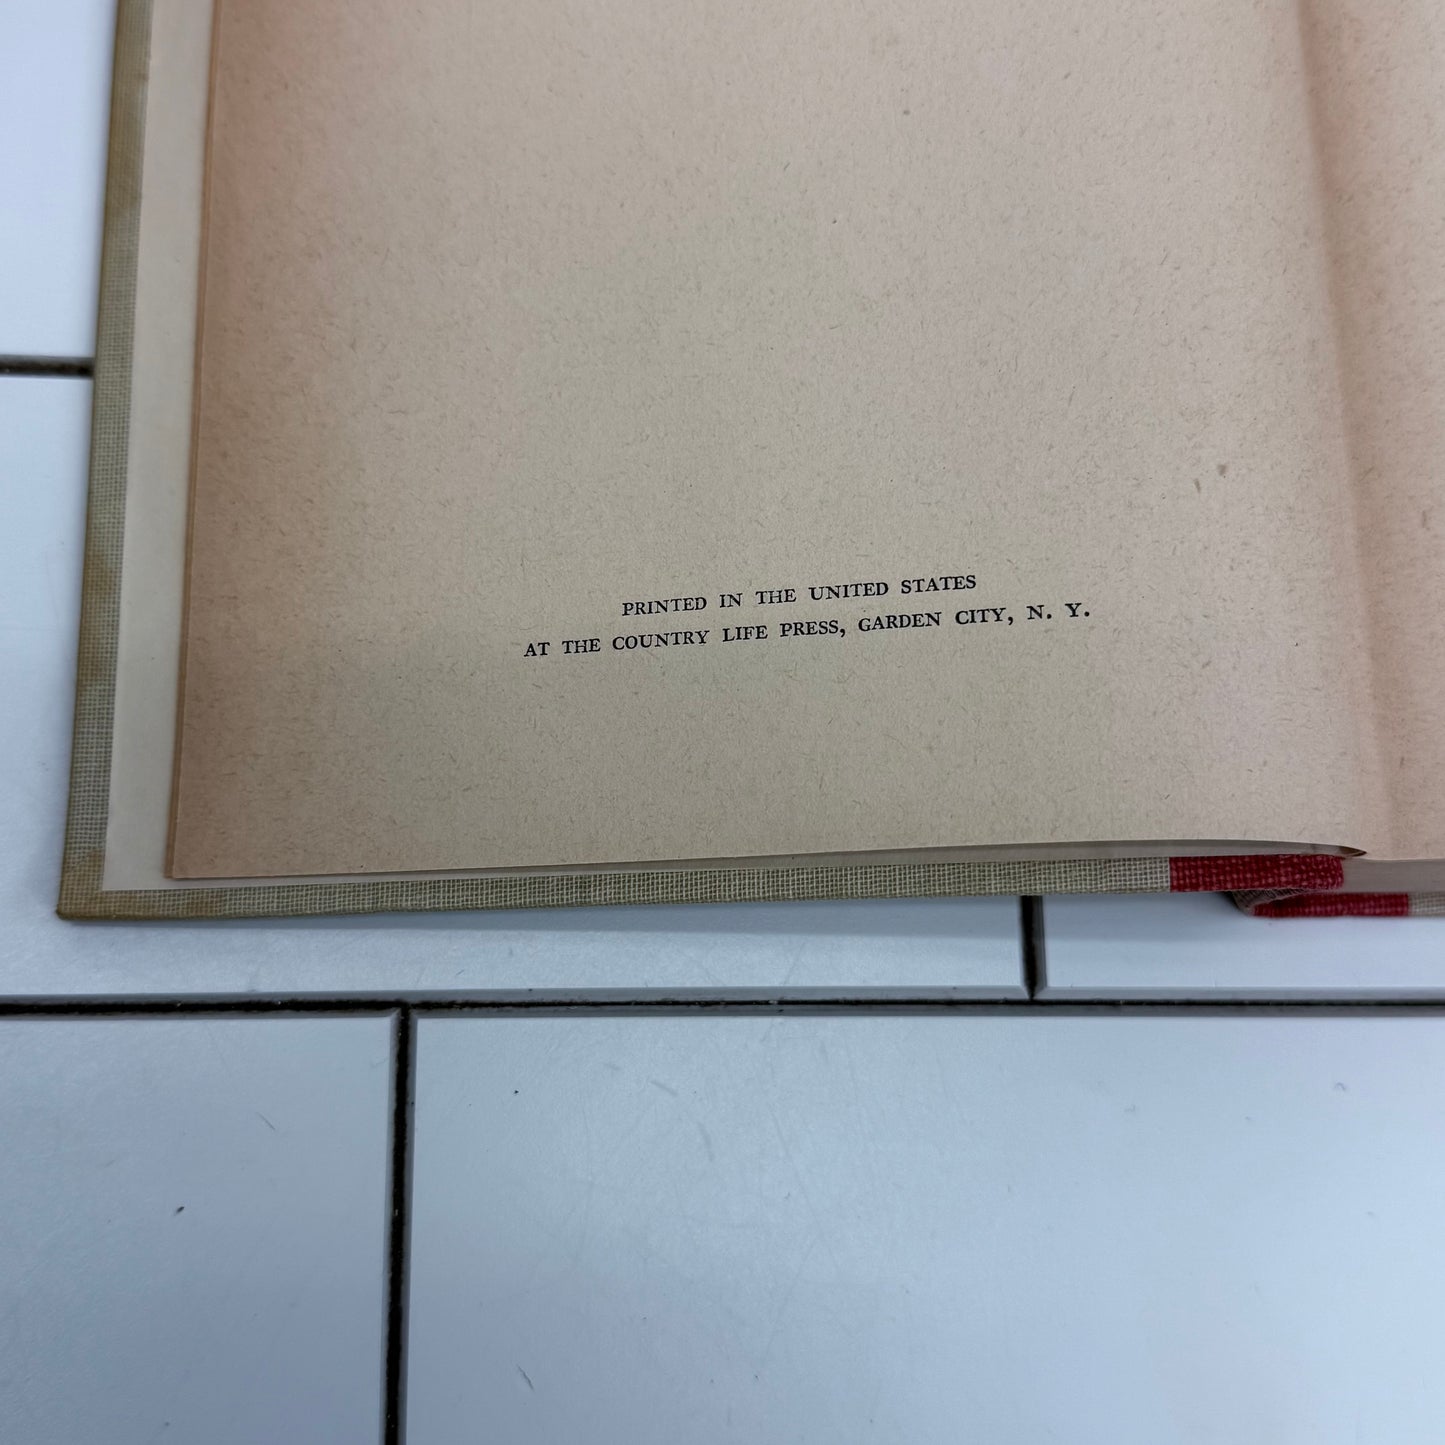 PRINTED IN THE UNITED STATES
AT THE COUNTRY LIFE PRESS, GARDEN CITY, N. Y.